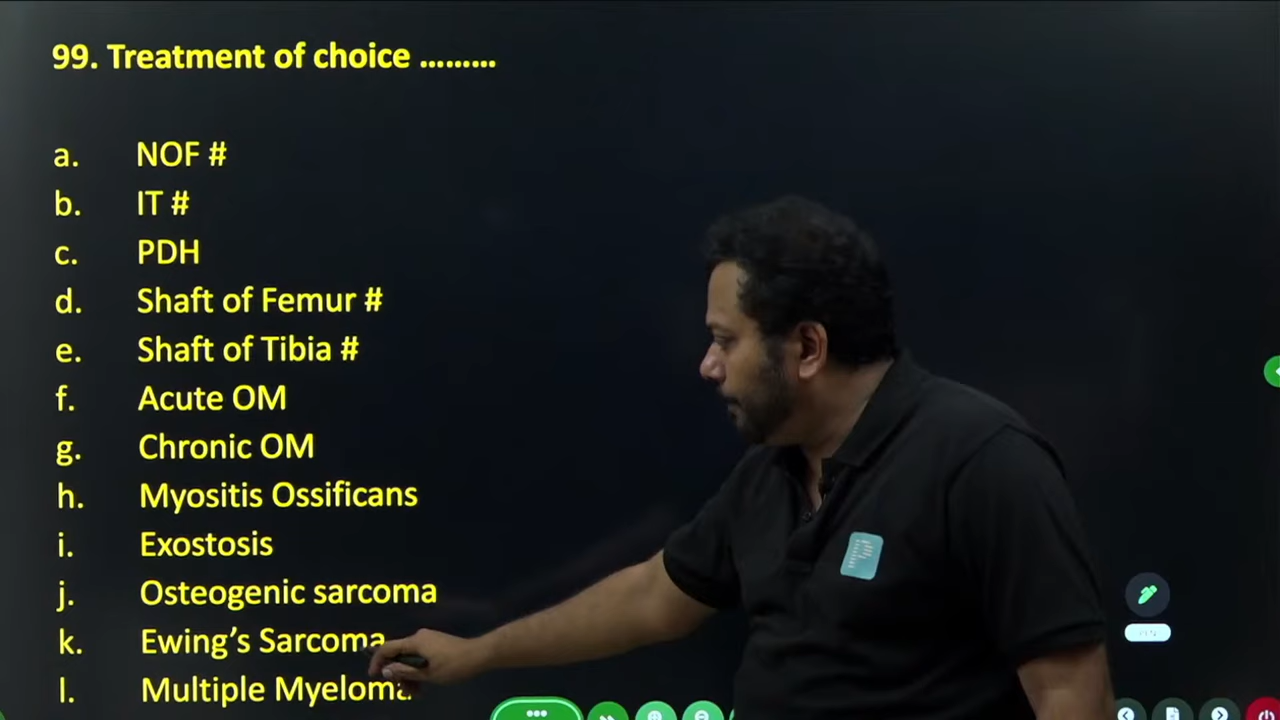 99. Treatment of choice .........
a. NOF #
b. IT #
c. PDH
d. Shaft of Femur #
e. Shaft of Tibia #
f. Acute OM
g. Chronic OM
h. Myositis Ossificans
i. Exostosis
j. Osteogenic sarcoma
k. Ewing's Sarcoma
l. Multiple Myeloma